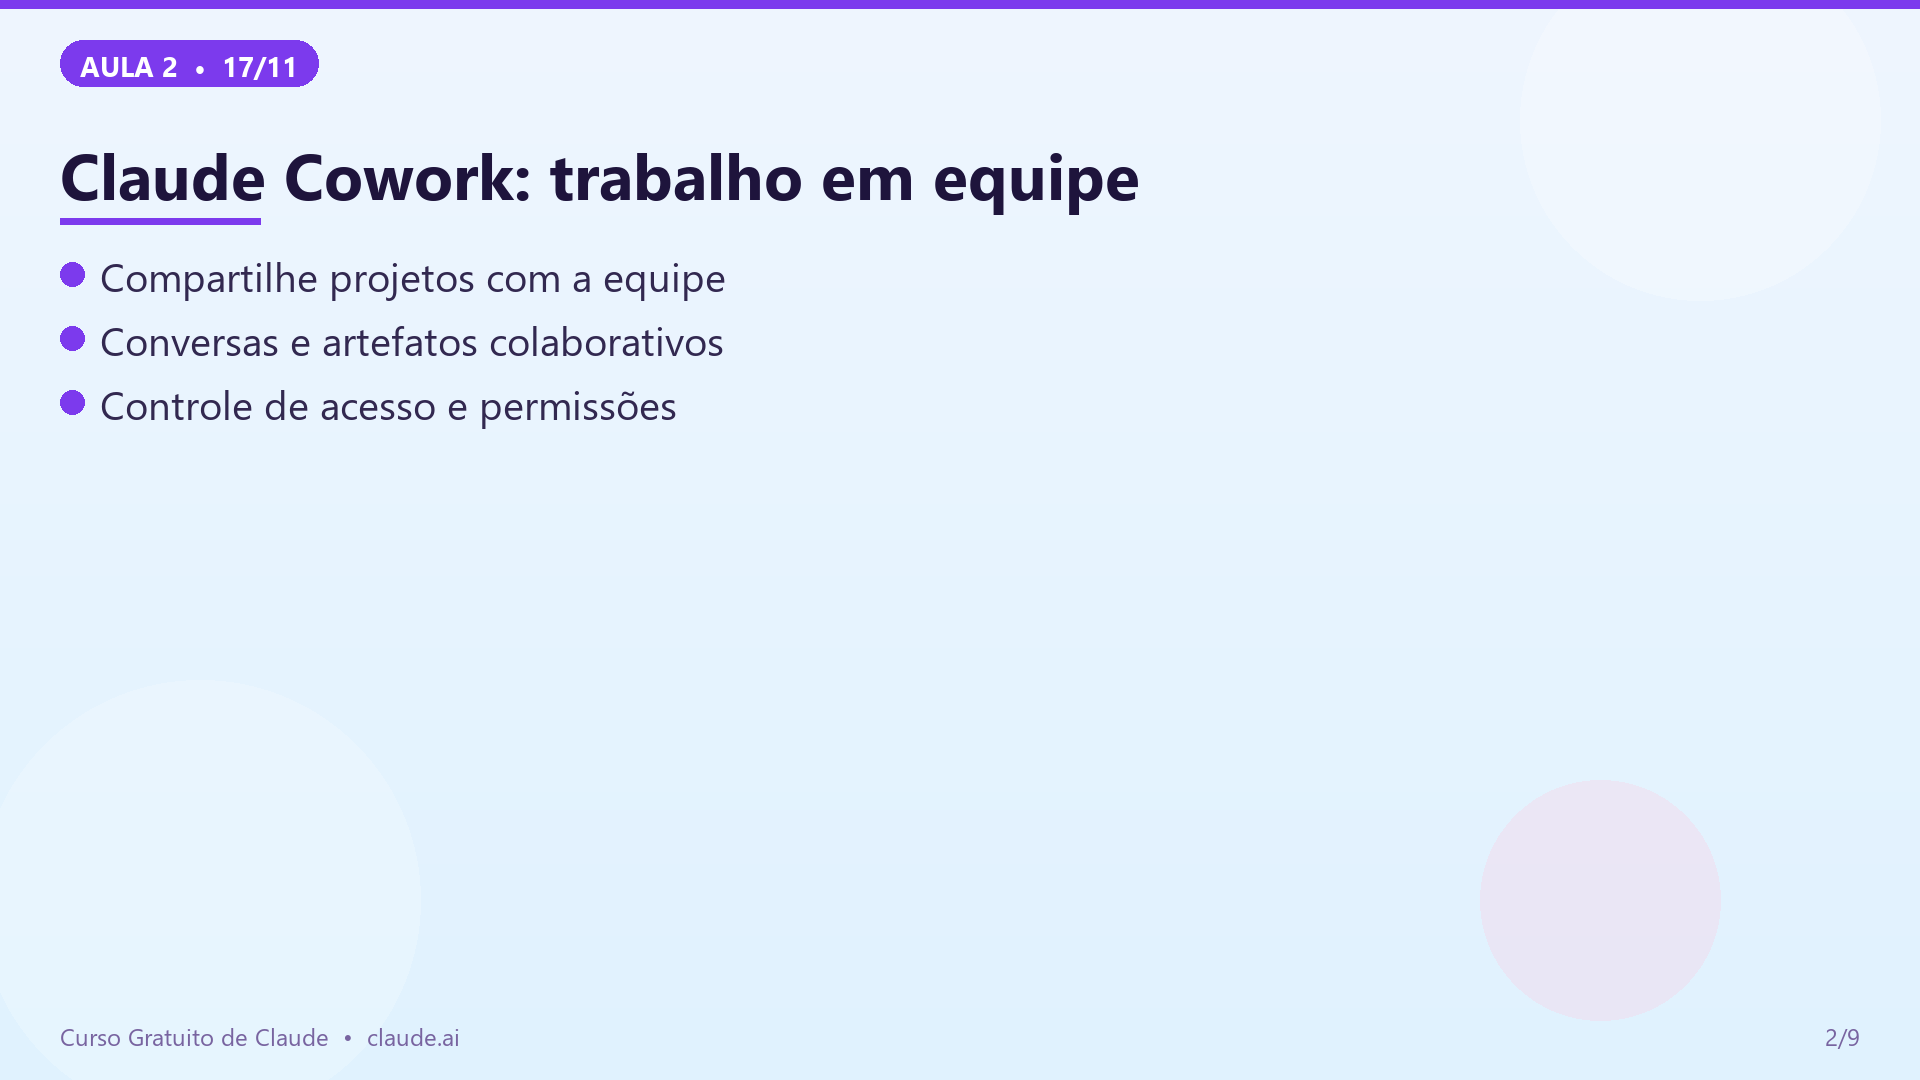 AULA 2 • 17/11
Claude Cowork: trabalho em equipe
Compartilhe projetos com a equipe
Conversas e artefatos colaborativos
Controle de acesso e permissões
Curso Gratuito de Claude • claude.ai
2/9